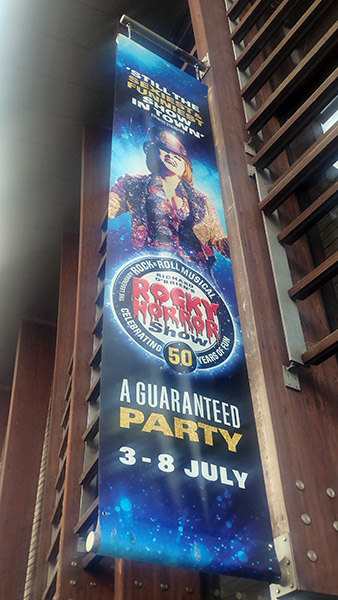 "STILL THE
SEXIEST &
FUNNIEST
SHOW
IN TOWN"
THE LEGENDARY ROCK•N•ROLL MUSICAL
RICHARD
O'BRIEN'S
ROCKY
HORROR
Show
CELEBRATING 50 YEARS OF FUN
A GUARANTEED
PARTY
3 - 8 JULY